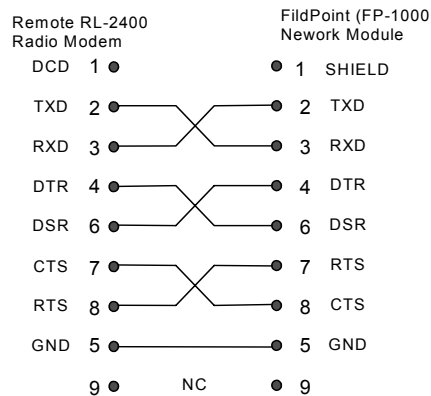 Remote RL-2400
Radio Modem
FildPoint (FP-1000
Nework Module
DCD 1 1 SHIELD
TXD 2 2 TXD
RXD 3 3 RXD
DTR 4 4 DTR
DSR 6 6 DSR
CTS 7 7 RTS
RTS 8 8 CTS
GND 5 5 GND
9 NC 9